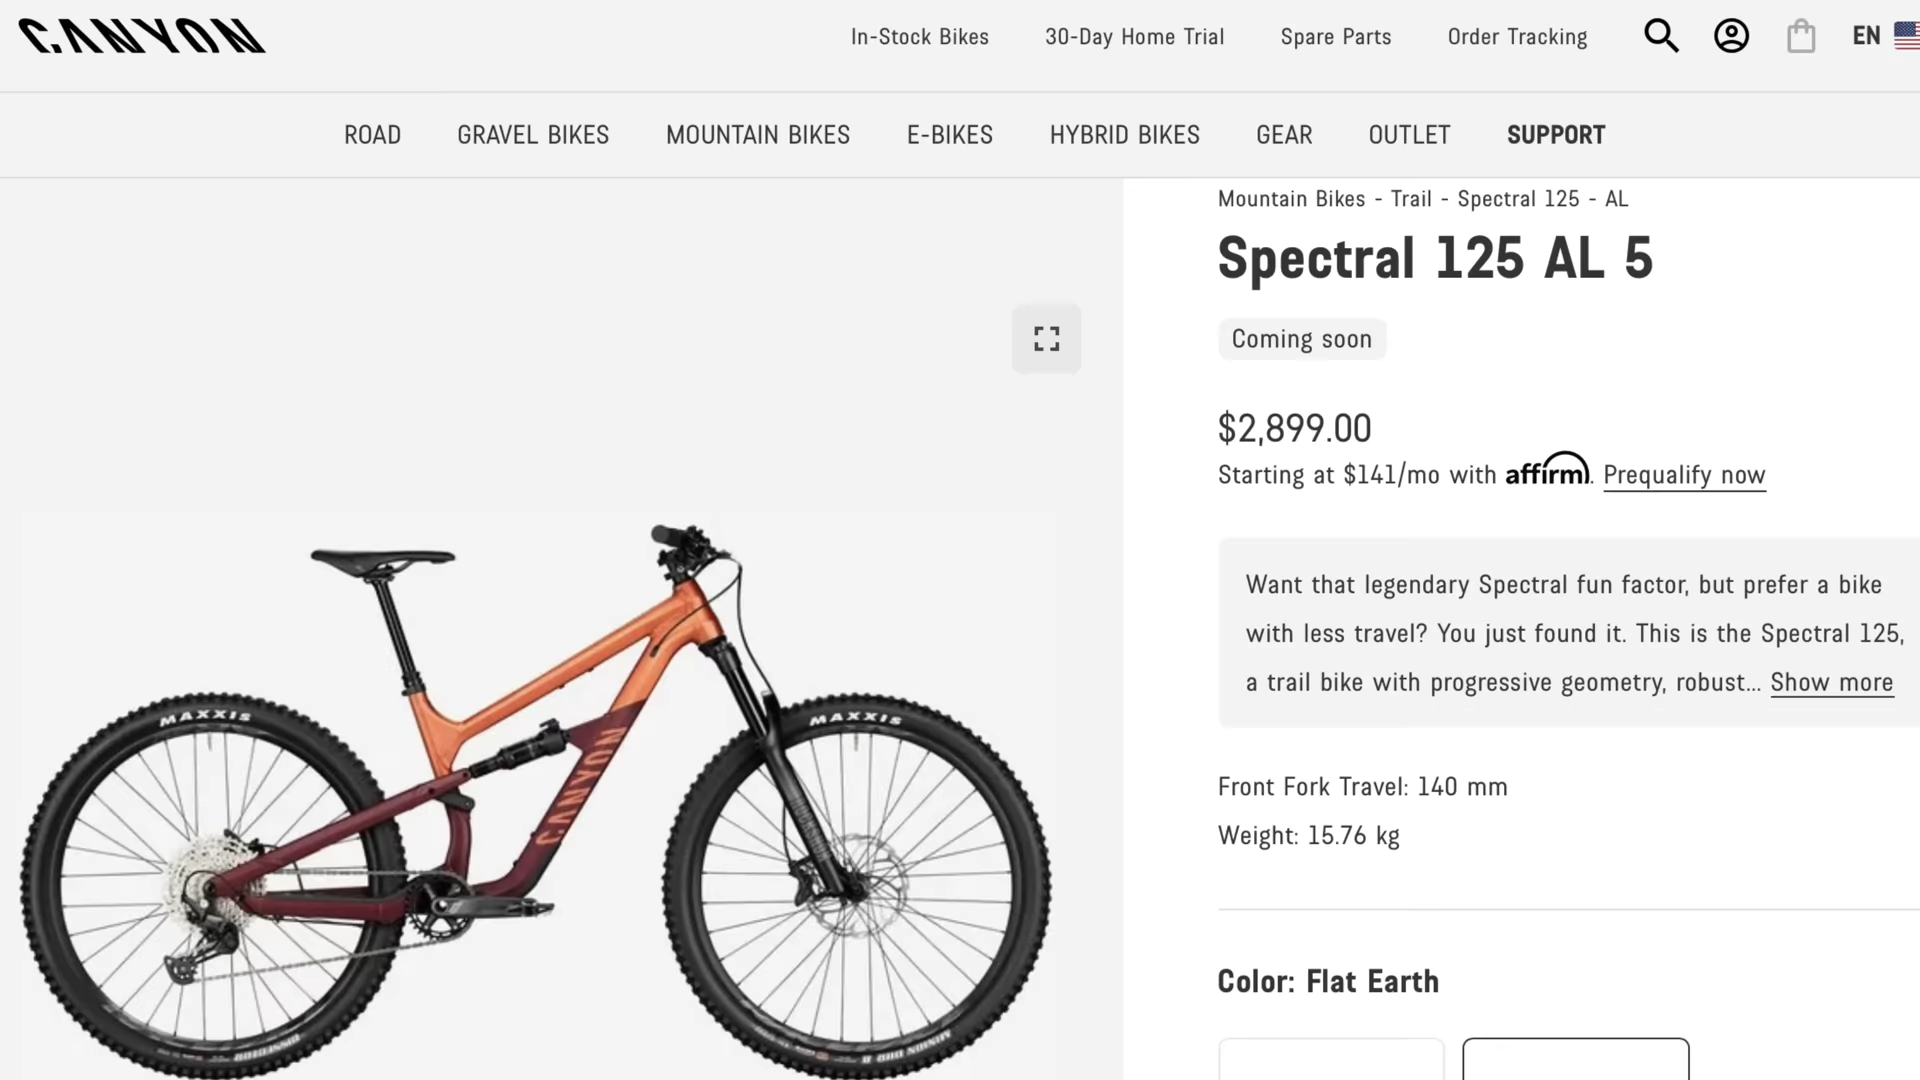 CANYON
In-Stock Bikes
30-Day Home Trial
Spare Parts
Order Tracking
EN
ROAD
GRAVEL BIKES
MOUNTAIN BIKES
E-BIKES
HYBRID BIKES
GEAR
OUTLET
SUPPORT
Mountain Bikes - Trail - Spectral 125 - AL
Spectral 125 AL 5
Coming soon
$2,899.00
Starting at $141/mo with affirm. Prequalify now
Want that legendary Spectral fun factor, but prefer a bike
with less travel? You just found it. This is the Spectral 125,
a trail bike with progressive geometry, robust... Show more
Front Fork Travel: 140 mm
Weight: 15.76 kg
Color: Flat Earth
MAXXIS
MAXXIS
CANYON
ROCKSHOX